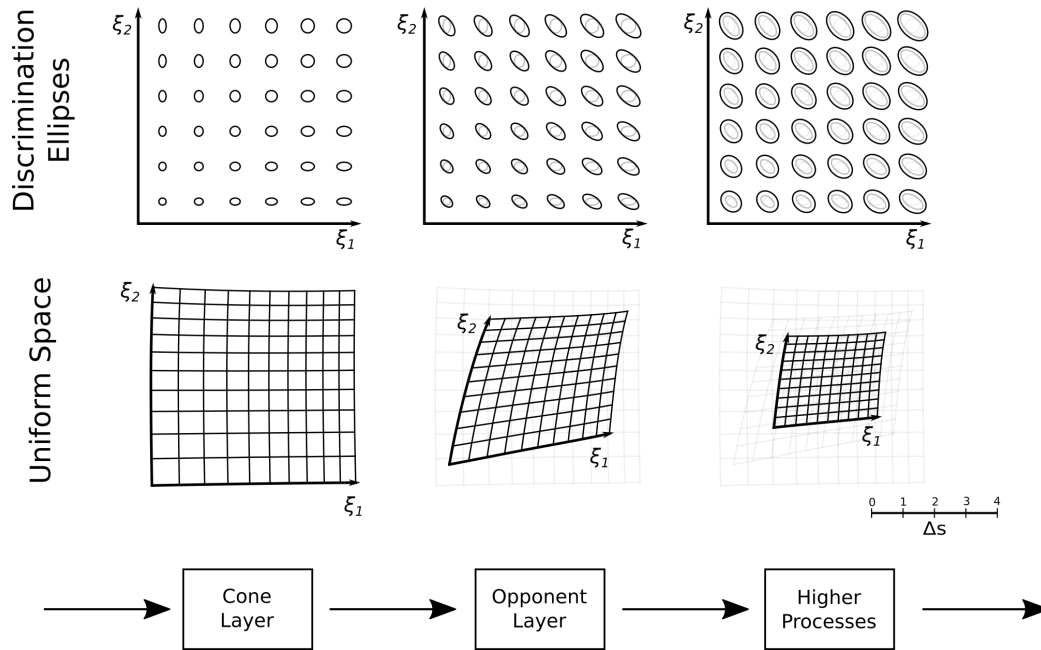 Discrimination
Ellipses
ξ2
ξ1
ξ2
ξ1
ξ2
ξ1
Uniform Space
ξ2
ξ1
ξ2
ξ1
ξ2
ξ1
0 1 2 3 4
Δs
Cone
Layer
Opponent
Layer
Higher
Processes